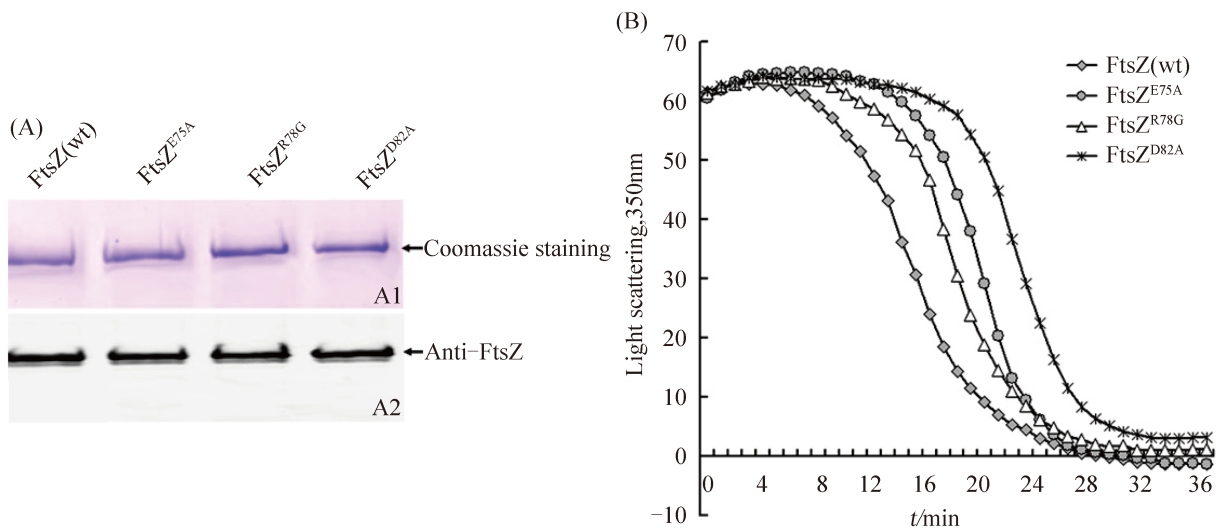 (A)
FtsZ(wt)
FtsZ^E75A
FtsZ^R78G
FtsZ^D82A
Coomassie staining
A1
Anti-FtsZ
A2
(B)
70
60
50
40
30
20
10
0
−10
Light scattering,350nm
0 4 8 12 16 20 24 28 32 36
t/min
FtsZ(wt)
FtsZ^E75A
FtsZ^R78G
FtsZ^D82A